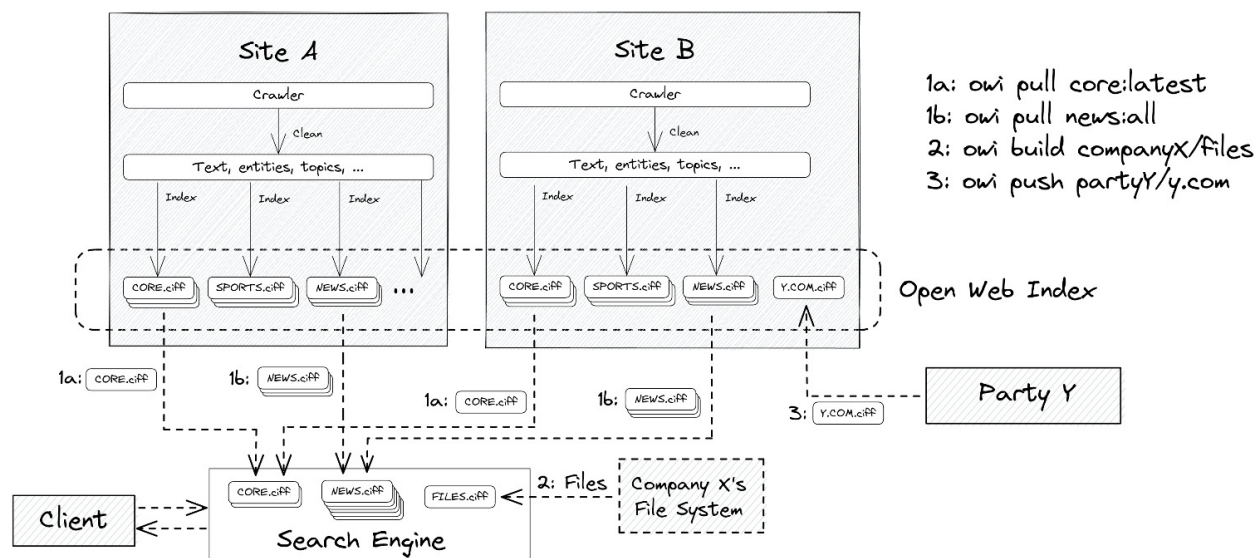 Site A
Crawler
Clean
Text, entities, topics, ...
Index
Index
Index
CORE.ciff
SPORTS.ciff
NEWS.ciff
...
Site B
Crawler
Clean
Text, entities, topics, ...
Index
Index
Index
CORE.ciff
SPORTS.ciff
NEWS.ciff
Y.COM.ciff
1a: owi pull core:latest
1b: owi pull news:all
2: owi build companyX/files
3: owi push partyY/y.com
Open Web Index
1a: CORE.ciff
1b: NEWS.ciff
1a: CORE.ciff
1b: NEWS.ciff
3: Y.COM.ciff
Party Y
Client
CORE.ciff
NEWS.ciff
FILES.ciff
Search Engine
2: Files
Company X's
File System